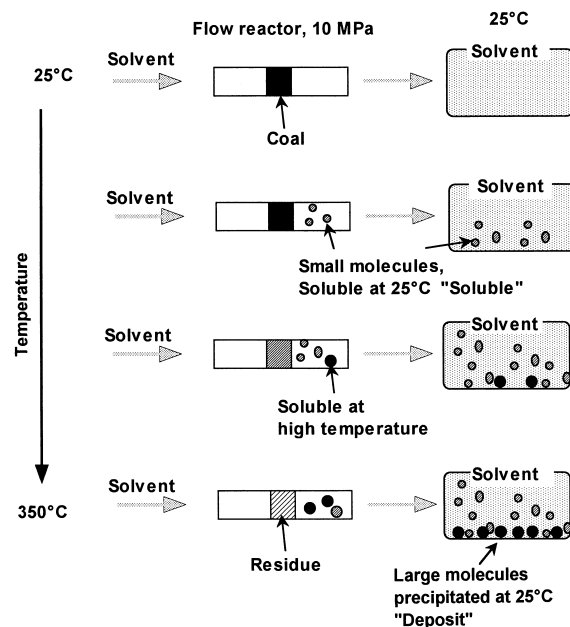 Flow reactor, 10 MPa
25°C
25°C
Solvent
Solvent
Coal
Solvent
Solvent
Small molecules,
Soluble at 25°C "Soluble"
Temperature
Solvent
Solvent
Soluble at
high temperature
350°C
Solvent
Solvent
Residue
Large molecules
precipitated at 25°C
"Deposit"